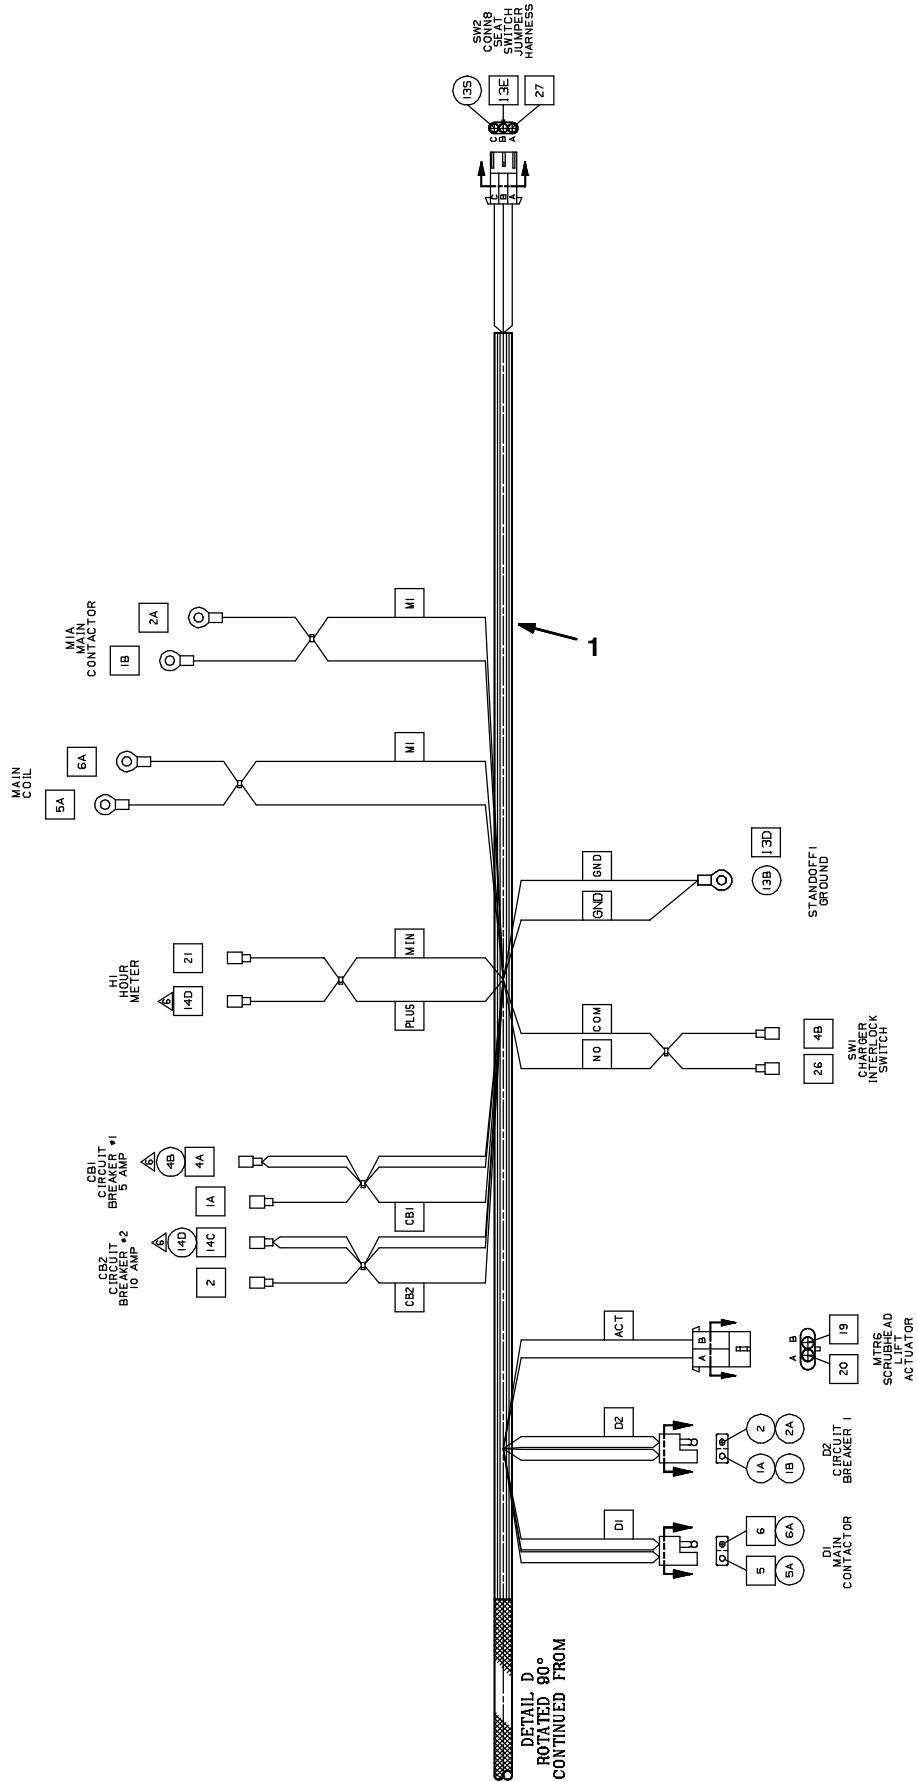 SW2
CONN8
SEAT
SWITCH
JUMPER
HARNESS
13S
13E
27
C
B
A
C
B
A
M1A
MAIN
CONTACTOR
2A
1B
M1
1
MAIN
COIL
6A
5A
M1
H1
HOUR
METER
21
6
14D
MIN
PLUS
GND
GND
13D
13B
STANDOFF1
GROUND
COM
NO
4B
26
SW1
CHARGER
INTERLOCK
SWITCH
CB1
CIRCUIT
BREAKER #1
5 AMP
6
4B
4A
1A
CB1
CB2
CIRCUIT
BREAKER #2
10 AMP
6
14D
14C
2
CB2
ACT
B
A
B
A
19
20
MTR6
SCRUBHEAD
LIFT
ACTUATOR
D2
2
2A
1A
1B
D2
CIRCUIT
BREAKER 1
D1
6
6A
5
5A
D1
MAIN
CONTACTOR
DETAIL D
ROTATED 90°
CONTINUED FROM